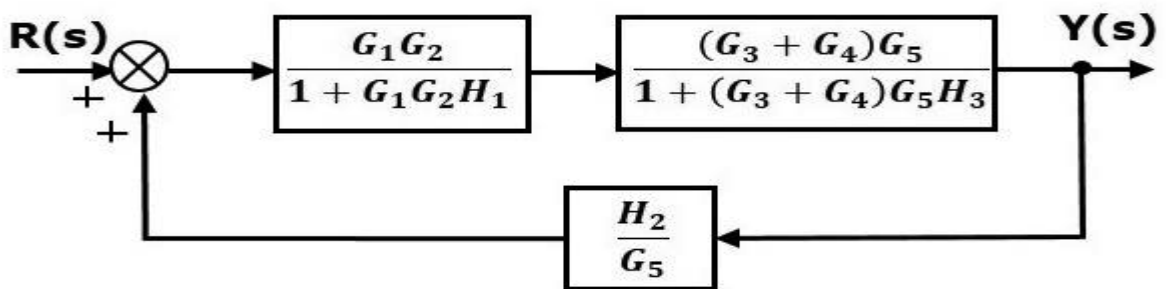 R(s)
+
+
G₁G₂
1 + G₁G₂H₁
(G₃ + G₄)G₅
1 + (G₃ + G₄)G₅H₃
Y(s)
H₂
G₅